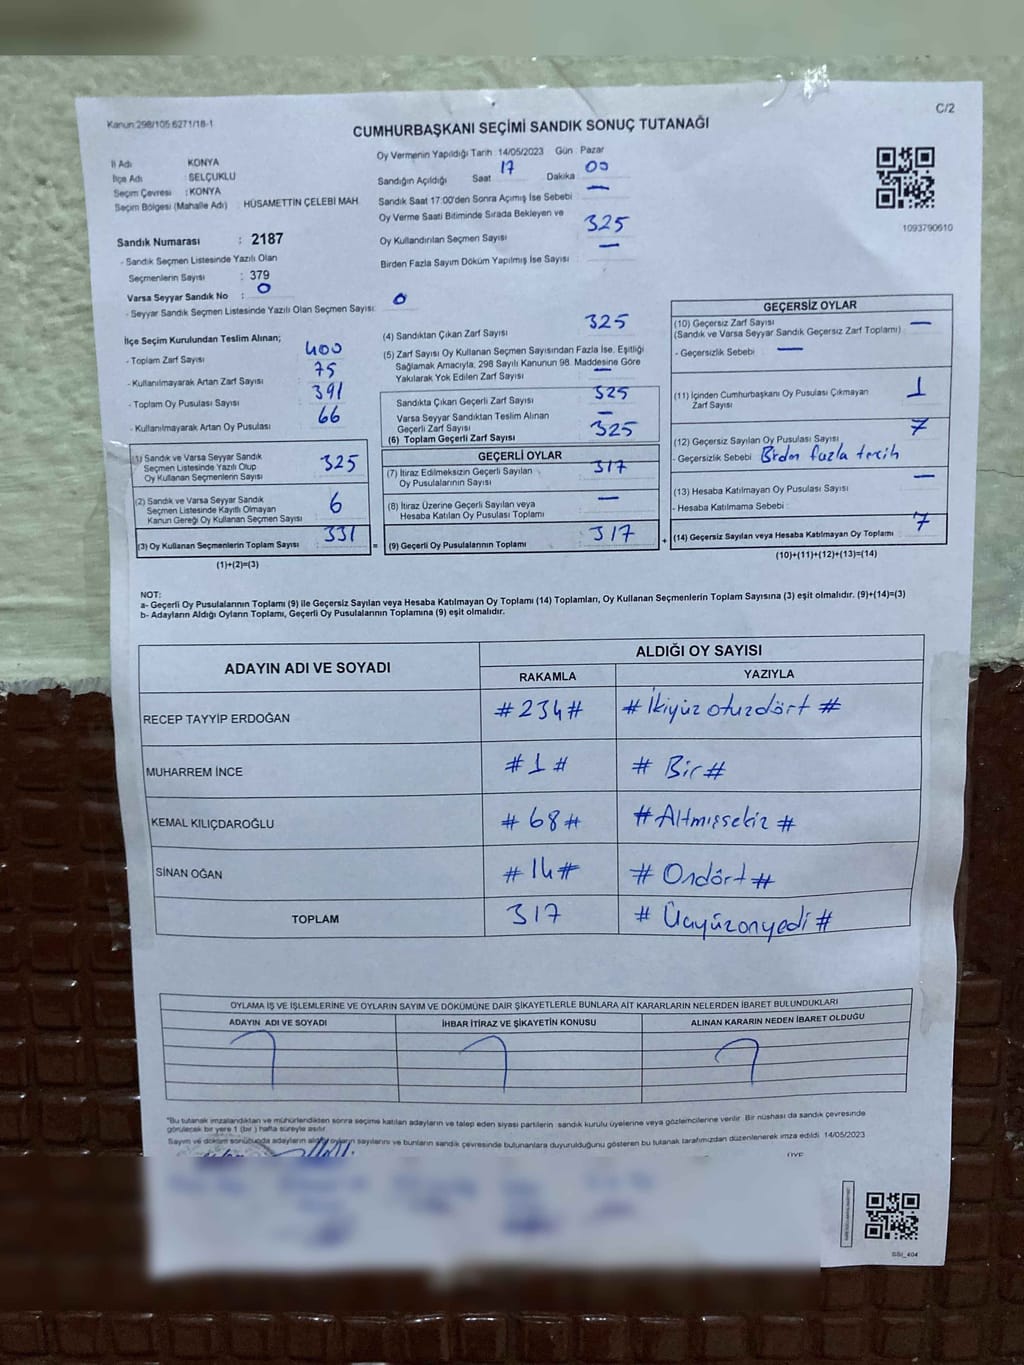 Kanun:298/105 6271/18-1
C/2
CUMHURBAŞKANI SEÇİMİ SANDIK SONUÇ TUTANAĞI
İl Adı : KONYA
İlçe Adı : SELÇUKLU
Seçim Çevresi : KONYA
Seçim Bölgesi (Mahalle Adı) : HÜSAMETTİN ÇELEBİ MAH.
Sandık Numarası : 2187
- Sandık Seçmen Listesinde Yazılı Olan
Seçmenlerin Sayısı : 379
Varsa Seyyar Sandık No : 0
- Seyyar Sandık Seçmen Listesinde Yazılı Olan Seçmen Sayısı: 0
Oy Vermenin Yapıldığı Tarih :14/05/2023 Gün : Pazar
Sandığın Açıldığı Saat 17 Dakika 00
Sandık Saat 17:00'den Sonra Açımış İse Sebebi : —
Oy Verme Saati Bitiminde Sırada Bekleyen ve
Oy Kullandırılan Seçmen Sayısı : 325
Birden Fazla Sayım Döküm Yapılmış İse Sayısı : —
1093790610
İlçe Seçim Kurulundan Teslim Alınan;
- Toplam Zarf Sayısı : 400
- Kullanılmayarak Artan Zarf Sayısı : 75
- Toplam Oy Pusulası Sayısı : 391
- Kullanılmayarak Artan Oy Pusulası : 66
(1) Sandık ve Varsa Seyyar Sandık
Seçmen Listesinde Yazılı Olup
Oy Kullanan Seçmenlerin Sayısı : 325
(2) Sandık ve Varsa Seyyar Sandık
Seçmen Listesinde Kayıtlı Olmayan
Kanun Gereği Oy Kullanan Seçmen Sayısı : 6
(3) Oy Kullanan Seçmenlerin Toplam Sayısı : 331
(1)+(2)=(3)
(4) Sandıktan Çıkan Zarf Sayısı : 325
(5) Zarf Sayısı Oy Kullanan Seçmen Sayısından Fazla İse, Eşitliği
Sağlamak Amacıyla, 298 Sayılı Kanunun 98. Maddesine Göre
Yakılarak Yok Edilen Zarf Sayısı : —
Sandıkta Çıkan Geçerli Zarf Sayısı : 325
Varsa Seyyar Sandıktan Teslim Alınan
Geçerli Zarf Sayısı : —
(6) Toplam Geçerli Zarf Sayısı : 325
=
GEÇERLİ OYLAR
(7) İtiraz Edilmeksizin Geçerli Sayılan
Oy Pusulalarının Sayısı : 317
(8) İtiraz Üzerine Geçerli Sayılan veya
Hesaba Katılan Oy Pusulası Toplamı : —
(9) Geçerli Oy Pusulalarının Toplamı : 317
+
GEÇERSİZ OYLAR
(10) Geçersiz Zarf Sayısı : —
(Sandık ve Varsa Seyyar Sandık Geçersiz Zarf Toplamı)
- Geçersizlik Sebebi : —
(11) İçinden Cumhurbaşkanı Oy Pusulası Çıkmayan
Zarf Sayısı : 1
(12) Geçersiz Sayılan Oy Pusulası Sayısı : 7
- Geçersizlik Sebebi : Birden fazla tercih
(13) Hesaba Katılmayan Oy Pusulası Sayısı : —
- Hesaba Katılmama Sebebi :
(14) Geçersiz Sayılan veya Hesaba Katılmayan Oy Toplamı : 7
(10)+(11)+(12)+(13)=(14)
NOT:
a- Geçerli Oy Pusulalarının Toplamı (9) ile Geçersiz Sayılan veya Hesaba Katılmayan Oy Toplamı (14) Toplamları, Oy Kullanan Seçmenlerin Toplam Sayısına (3) eşit olmalıdır. (9)+(14)=(3)
b- Adayların Aldığı Oyların Toplamı, Geçerli Oy Pusulalarının Toplamına (9) eşit olmalıdır.
ADAYIN ADI VE SOYADI
ALDIĞI OY SAYISI
RAKAMLA YAZIYLA
RECEP TAYYİP ERDOĞAN #234# #İkiyüz otuzdört#
MUHARREM İNCE #1# #Bir#
KEMAL KILIÇDAROĞLU #68# #Altmışsekiz#
SİNAN OĞAN #14# #Ondört#
TOPLAM 317 #Üçyüzonyedi#
OYLAMA İŞ VE İŞLEMLERİNE VE OYLARIN SAYIM VE DÖKÜMÜNE DAİR ŞİKAYETLERLE BUNLARA AİT KARARLARIN NELERDEN İBARET BULUNDUKLARI
ADAYIN ADI VE SOYADI İHBAR İTİRAZ VE ŞİKAYETİN KONUSU ALINAN KARARIN NEDEN İBARET OLDUĞU
*Bu tutanak imzalandıktan ve mühürlendikten sonra seçime katılan adayların ve talep eden siyasi partilerin sandık kurulu üyelerine veya gözlemcilerine verilir. Bir nüshası da sandık çevresinde
görülecek bir yere 1 (bir ) hafta süreyle asılır.
Sayım ve döküm sonucunda adayların aldığı oyların sayılarını ve bunların sandık çevresinde bulunanlara duyurulduğunu gösteren bu tutanak tarafımızdan düzenlenerek imza edildi. 14/05/2023
ÜYE
SSİ_404